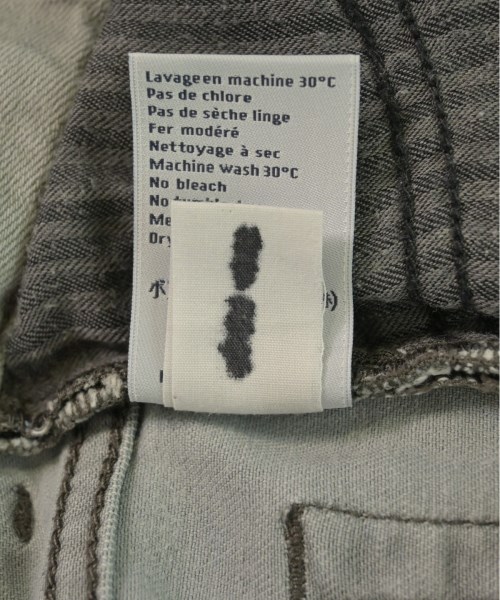 Lavageen machine 30°C
Pas de chlore
Pas de sèche linge
Fer modéré
Nettoyage à sec
Machine wash 30°C
No bleach
No